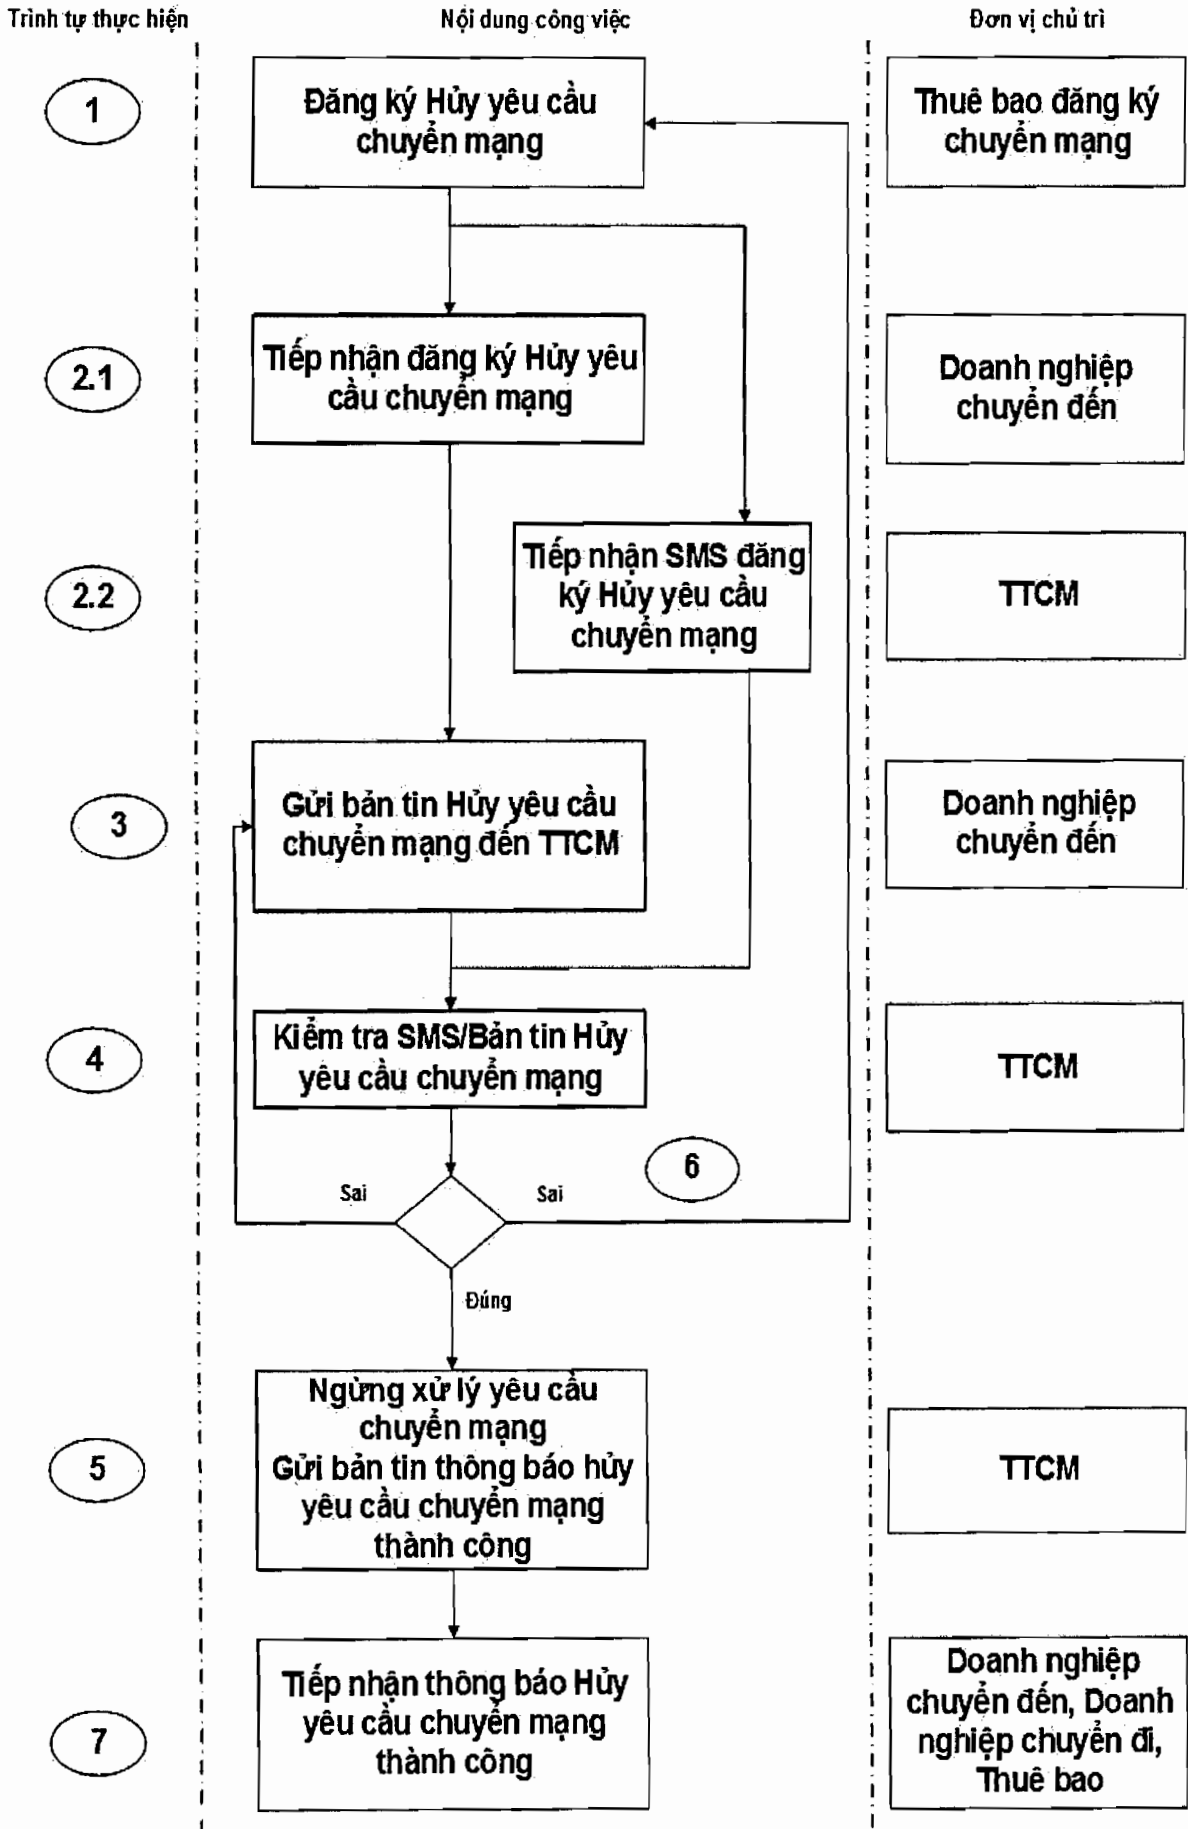 Trình tự thực hiện
Nội dung công việc
Đơn vị chủ trì
1
Đăng ký Hủy yêu cầu
chuyển mạng
Thuê bao đăng ký
chuyển mạng
2.1
Tiếp nhận đăng ký Hủy yêu
cầu chuyển mạng
Doanh nghiệp
chuyển đến
2.2
Tiếp nhận SMS đăng
ký Hủy yêu cầu
chuyển mạng
TTCM
3
Gửi bản tin Hủy yêu cầu
chuyển mạng đến TTCM
Doanh nghiệp
chuyển đến
4
Kiểm tra SMS/Bản tin Hủy
yêu cầu chuyển mạng
TTCM
6
Sai
Sai
Đúng
5
Ngừng xử lý yêu cầu
chuyển mạng
Gửi bản tin thông báo hủy
yêu cầu chuyển mạng
thành công
TTCM
7
Tiếp nhận thông báo Hủy
yêu cầu chuyển mạng
thành công
Doanh nghiệp
chuyển đến, Doanh
nghiệp chuyển đi,
Thuê bao